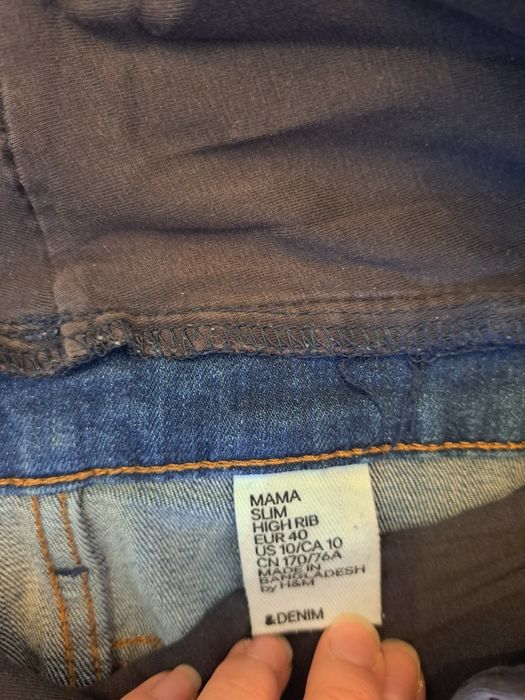 MAMA
SLIM
HIGH RIB
EUR 40
US 10/CA 10
CN 170/76A
MADE IN
BANGLADESH
by H&M
&DENIM